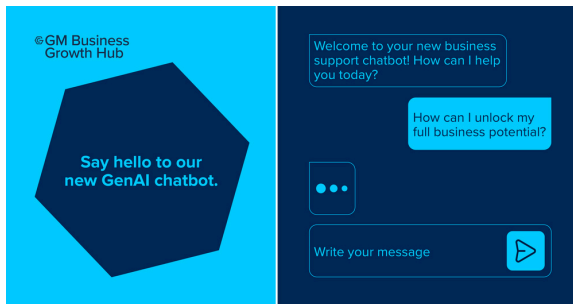 GM Business
Growth Hub
Say hello to our
new GenAI chatbot.
Welcome to your new business
support chatbot! How can I help
you today?
How can I unlock my
full business potential?
Write your message